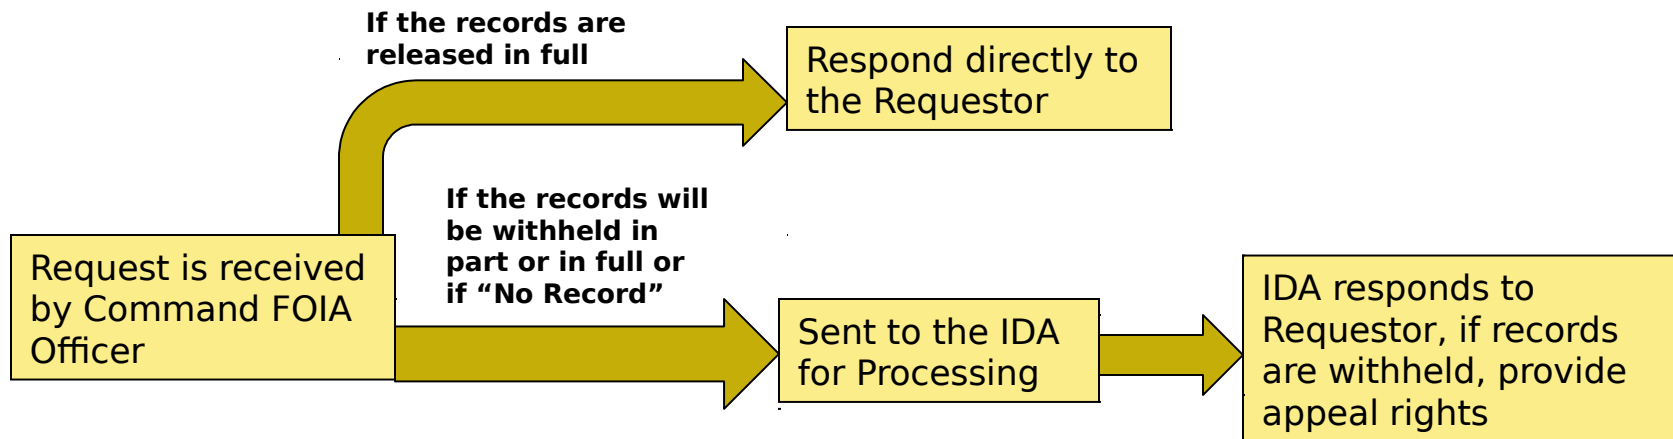 If the records are
released in full
Respond directly to
the Requestor
If the records will
be withheld in
part or in full or
if “No Record”
Request is received
by Command FOIA
Officer
Sent to the IDA
for Processing
IDA responds to
Requestor, if records
are withheld, provide
appeal rights